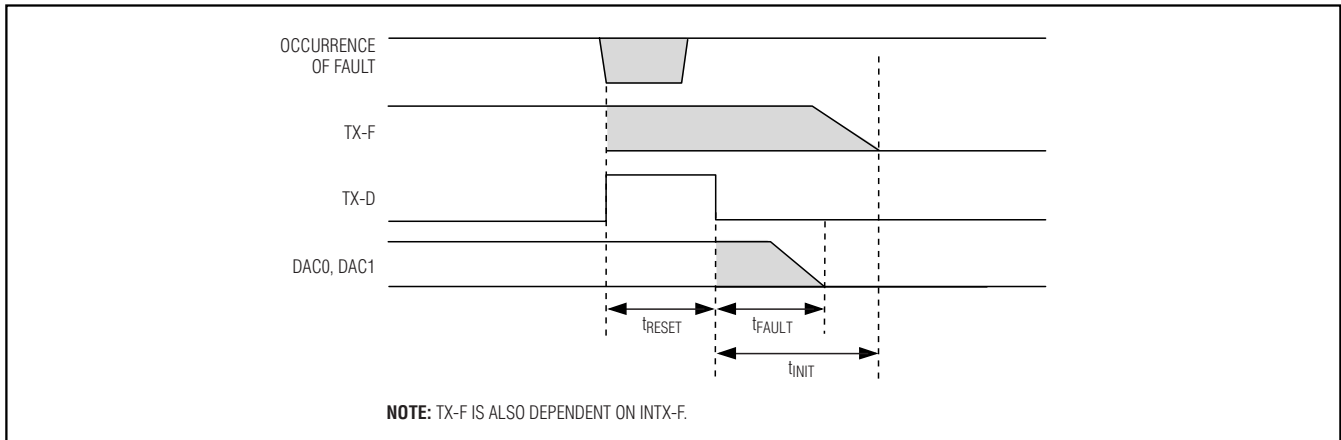 OCCURRENCE
OF FAULT
TX-F
TX-D
DAC0, DAC1
tRESET
tFAULT
tINIT
NOTE: TX-F IS ALSO DEPENDENT ON INTX-F.